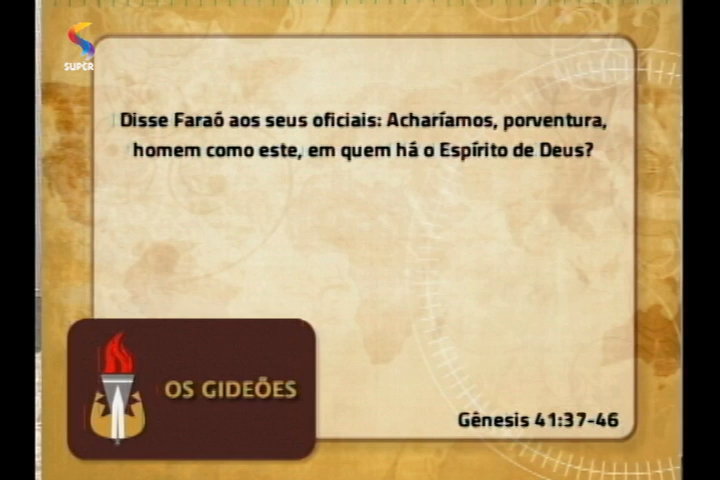 SUPER
Disse Faraó aos seus oficiais: Acharíamos, porventura,
homem como este, em quem há o Espírito de Deus?
OS GIDEÕES
Gênesis 41:37-46